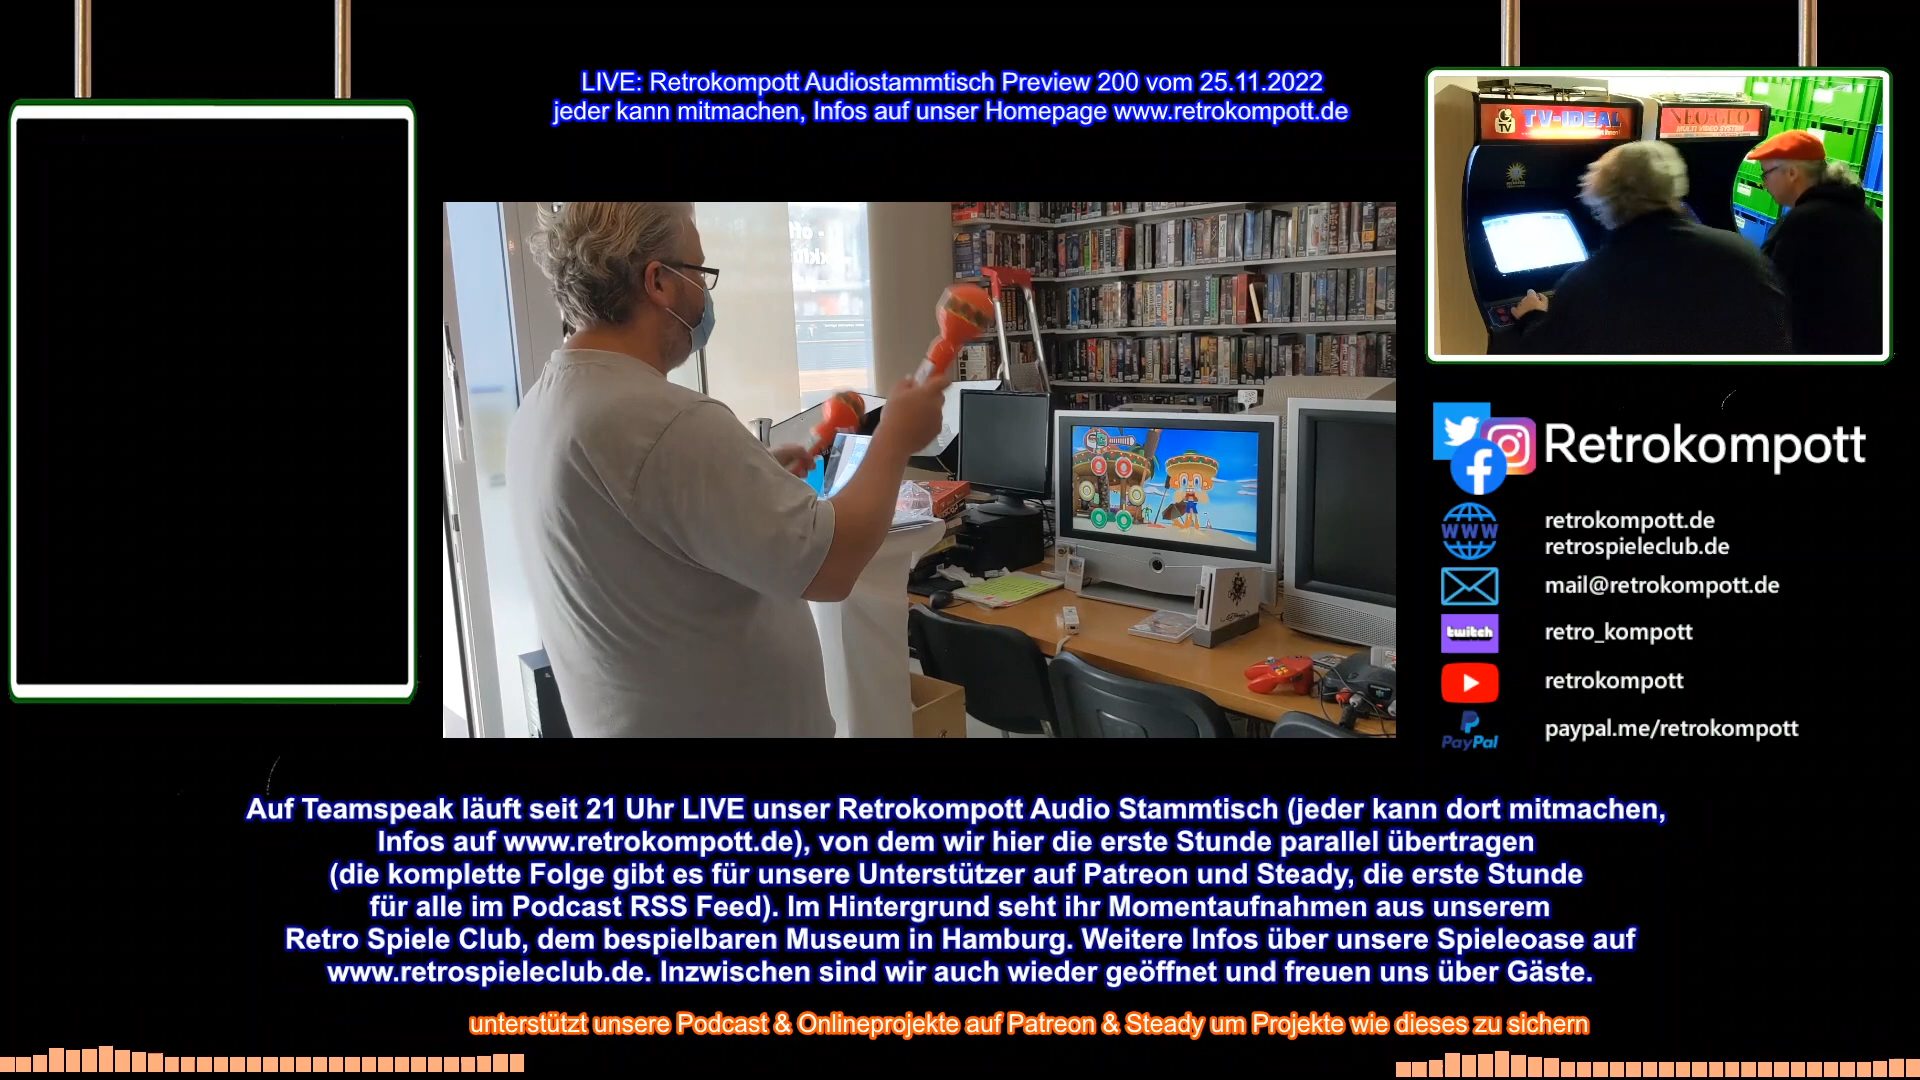 LIVE: Retrokompott Audiostammtisch Preview 200 vom 25.11.2022
jeder kann mitmachen, Infos auf unser Homepage www.retrokompott.de
TV
TV-IDEAL
NEO-GEO
MULTI VIDEO SYSTEM
Retrokompott
WWW
retrokompott.de
retrospieleclub.de
mail@retrokompott.de
twitch
retro_kompott
retrokompott
PayPal
paypal.me/retrokompott
Auf Teamspeak läuft seit 21 Uhr LIVE unser Retrokompott Audio Stammtisch (jeder kann dort mitmachen,
Infos auf www.retrokompott.de), von dem wir hier die erste Stunde parallel übertragen
(die komplette Folge gibt es für unsere Unterstützer auf Patreon und Steady, die erste Stunde
für alle im Podcast RSS Feed). Im Hintergrund seht ihr Momentaufnahmen aus unserem
Retro Spiele Club, dem bespielbaren Museum in Hamburg. Weitere Infos über unsere Spieleoase auf
www.retrospieleclub.de. Inzwischen sind wir auch wieder geöffnet und freuen uns über Gäste.
unterstützt unsere Podcast & Onlineprojekte auf Patreon & Steady um Projekte wie dieses zu sichern